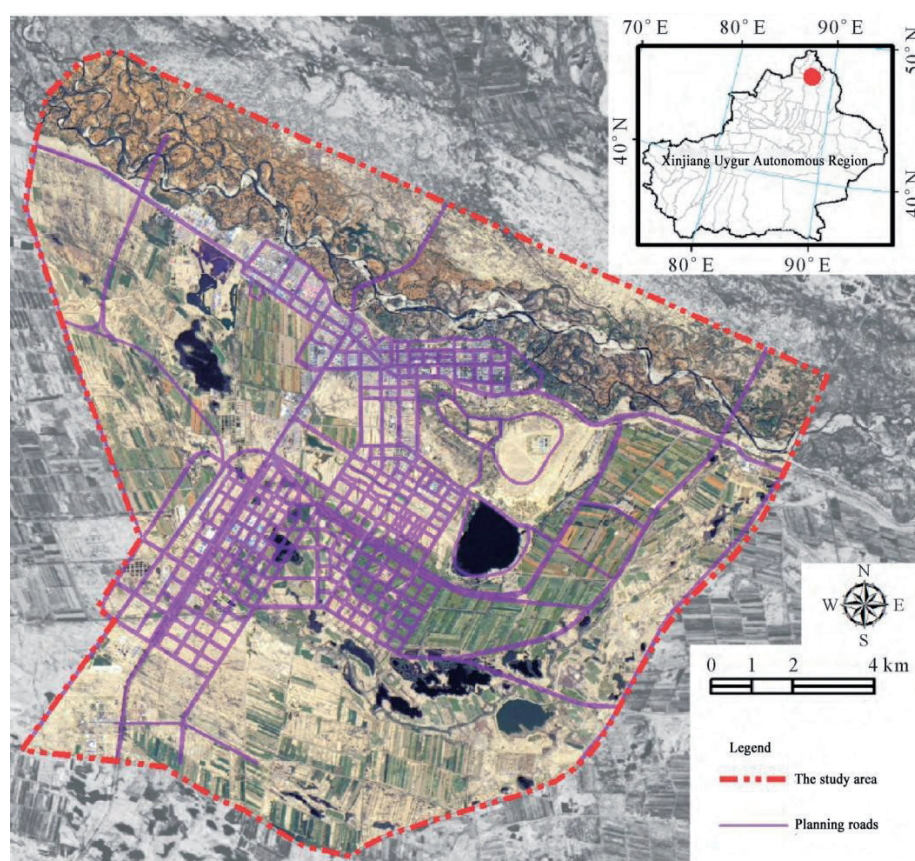 70°E 80°E 90°E
50°N
40°N
Xinjiang Uygur Autonomous Region
40°N
80°E 90°E
N
W E
S
0 1 2 4 km
Legend
The study area
Planning roads